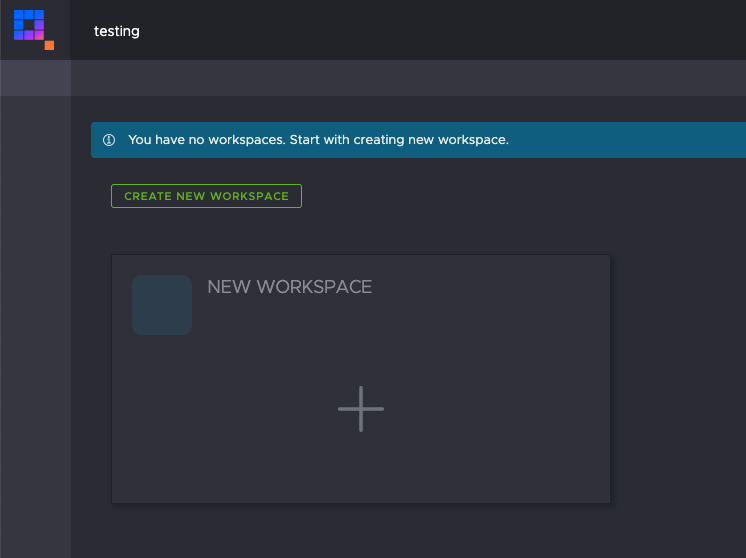 testing
You have no workspaces. Start with creating new workspace.
CREATE NEW WORKSPACE
NEW WORKSPACE